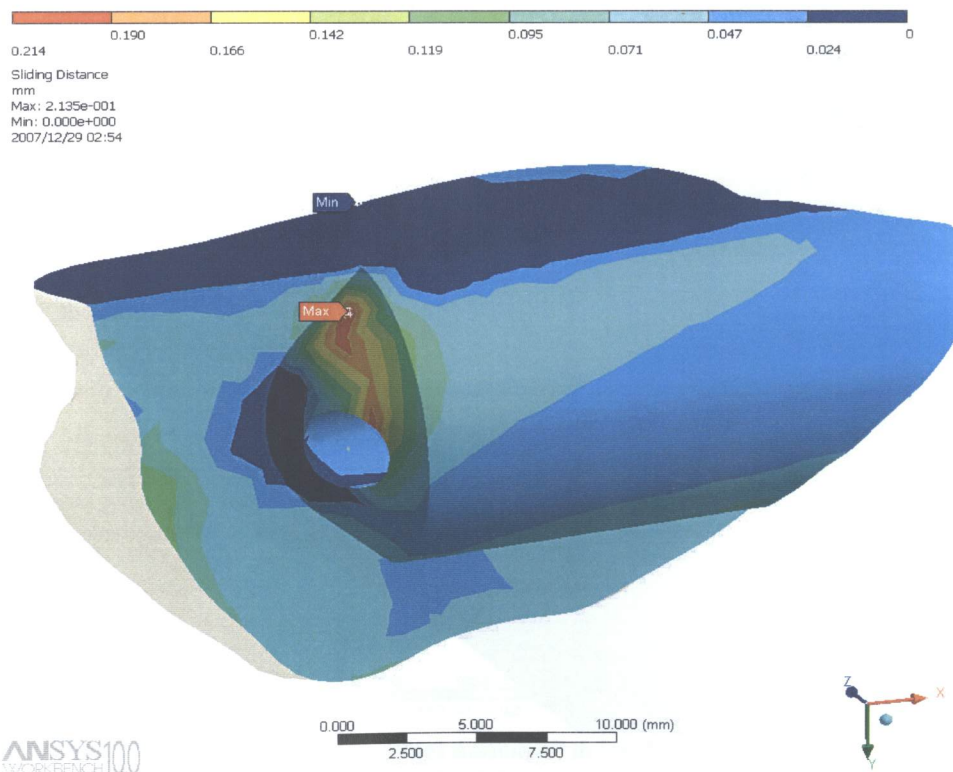 0.214 0.190 0.166 0.142 0.119 0.095 0.071 0.047 0.024 0
Sliding Distance
mm
Max: 2.135e-001
Min: 0.000e+000
2007/12/29 02:54
Min
Max
0.000 5.000 10.000 (mm)
2.500 7.500
Z
X
Y
ANSYS100
WORKBENCH